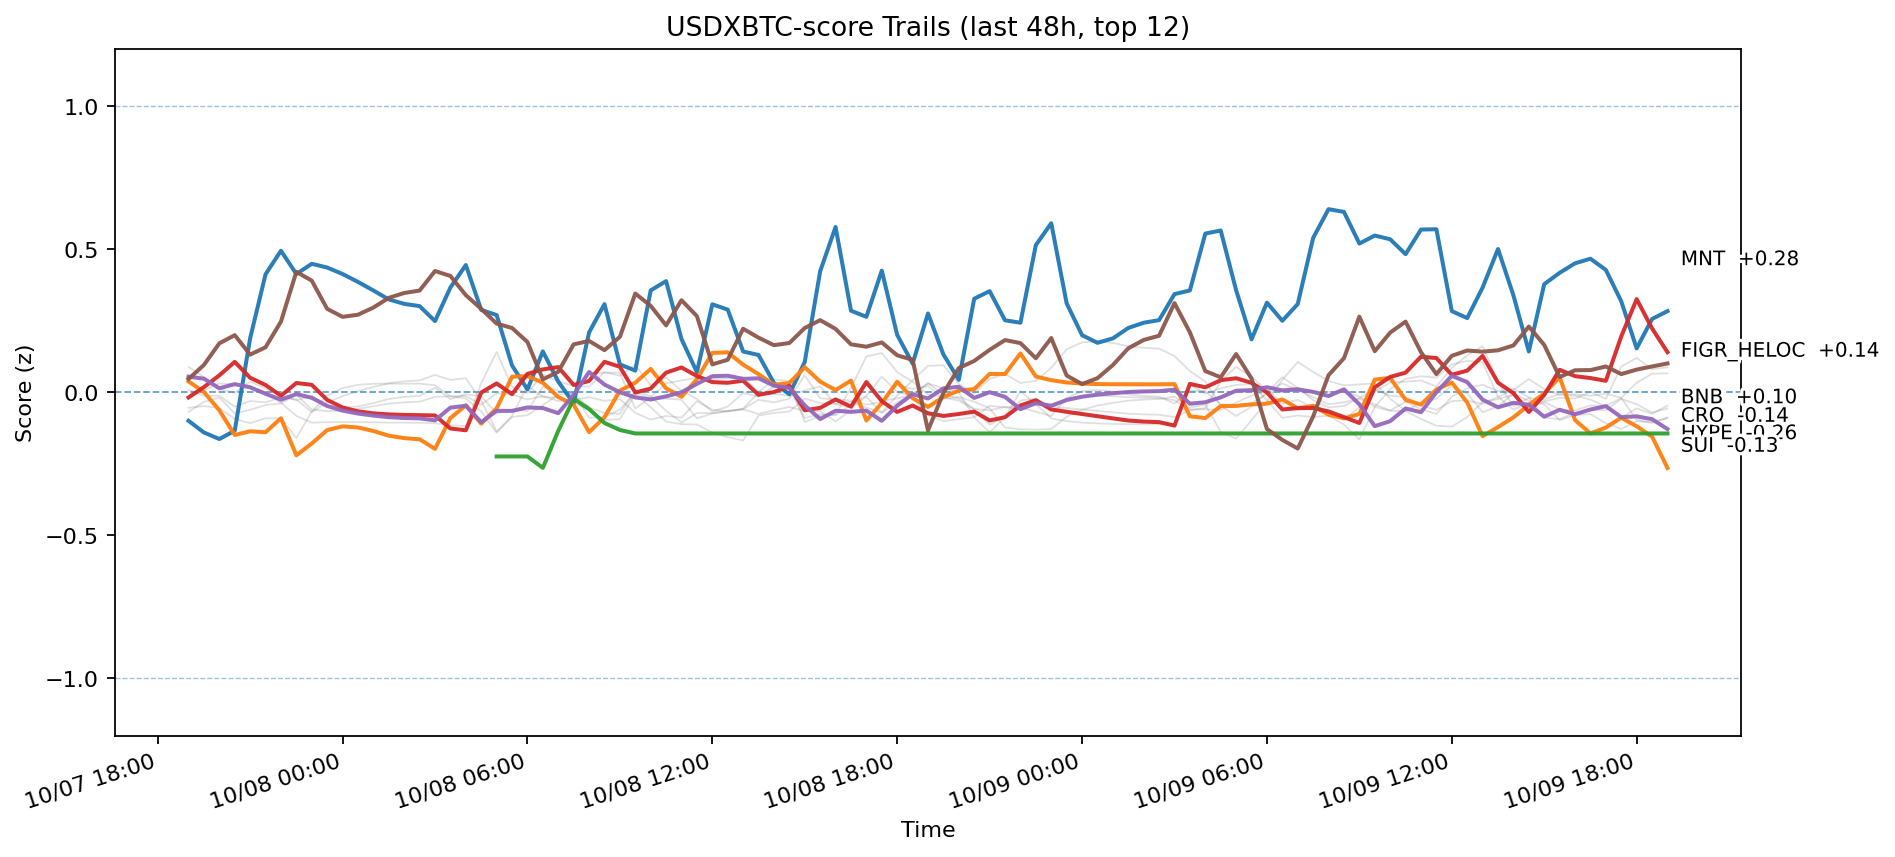 USDXBTC-score Trails (last 48h, top 12)
Score (z)
1.0
0.5
0.0
−0.5
−1.0
MNT +0.28
FIGR_HELOC +0.14
BNB +0.10
CRO -0.14
HYPE -0.26
SUI -0.13
10/07 18:00
10/08 00:00
10/08 06:00
10/08 12:00
10/08 18:00
10/09 00:00
10/09 06:00
10/09 12:00
10/09 18:00
Time